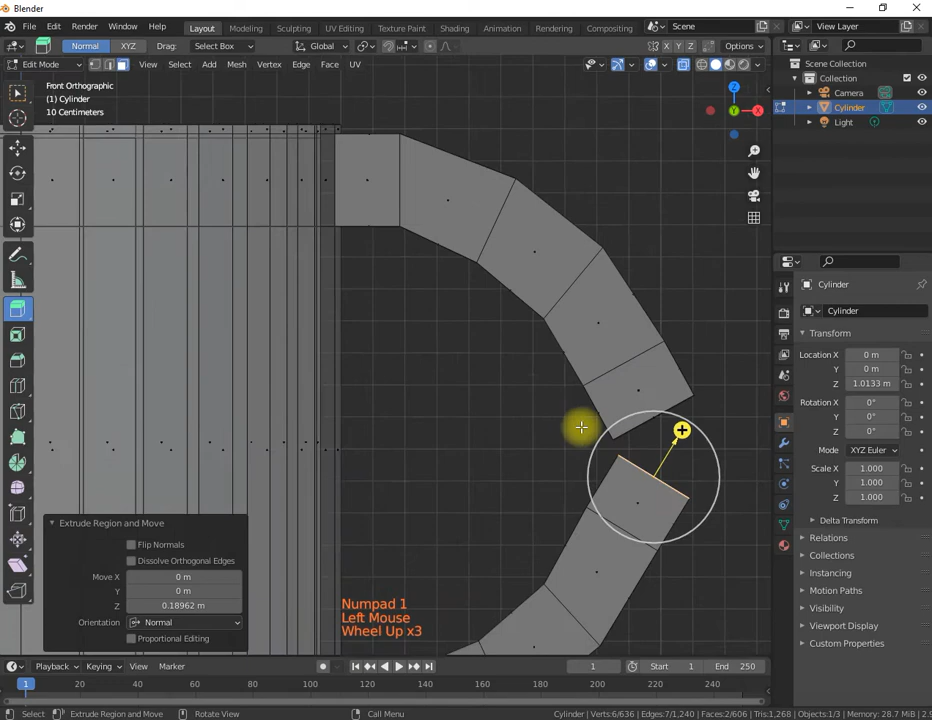 Blender
File Edit Render Window Help Layout Modeling Sculpting UV Editing Texture Paint Shading Animation Rendering Compositing Scene View Layer
Normal XYZ Drag: Select Box Global X Y Z Options
Edit Mode View Select Add Mesh Vertex Edge Face UV
Front Orthographic
(1) Cylinder
10 Centimeters
Z
Y
X
Scene Collection
Collection
Camera
Cylinder
Light
Cylinder
Cylinder
Transform
Location X 0 m
Y 0 m
Z 1.0133 m
Rotation X 0°
Y 0°
Z 0°
Mode XYZ Euler
Scale X 1.000
Y 1.000
Z 1.000
Delta Transform
Relations
Collections
Instancing
Motion Paths
Visibility
Viewport Display
Custom Properties
Extrude Region and Move
Flip Normals
Dissolve Orthogonal Edges
Move X 0 m
Y 0 m
Z 0.18962 m
Orientation Normal
Proportional Editing
Numpad 1
Left Mouse
Wheel Up x3
Playback Keying View Marker 1 Start 1 End 250
1 20 40 60 80 100 120 140 160 180 200 220 240
Select Extrude Region and Move Rotate View Call Menu Cylinder | Verts:6/636 | Edges:7/1,240 | Faces:2/606 | Tris:1,268 | Objects:1/3 | Memory: 28.7 MiB | 2.9